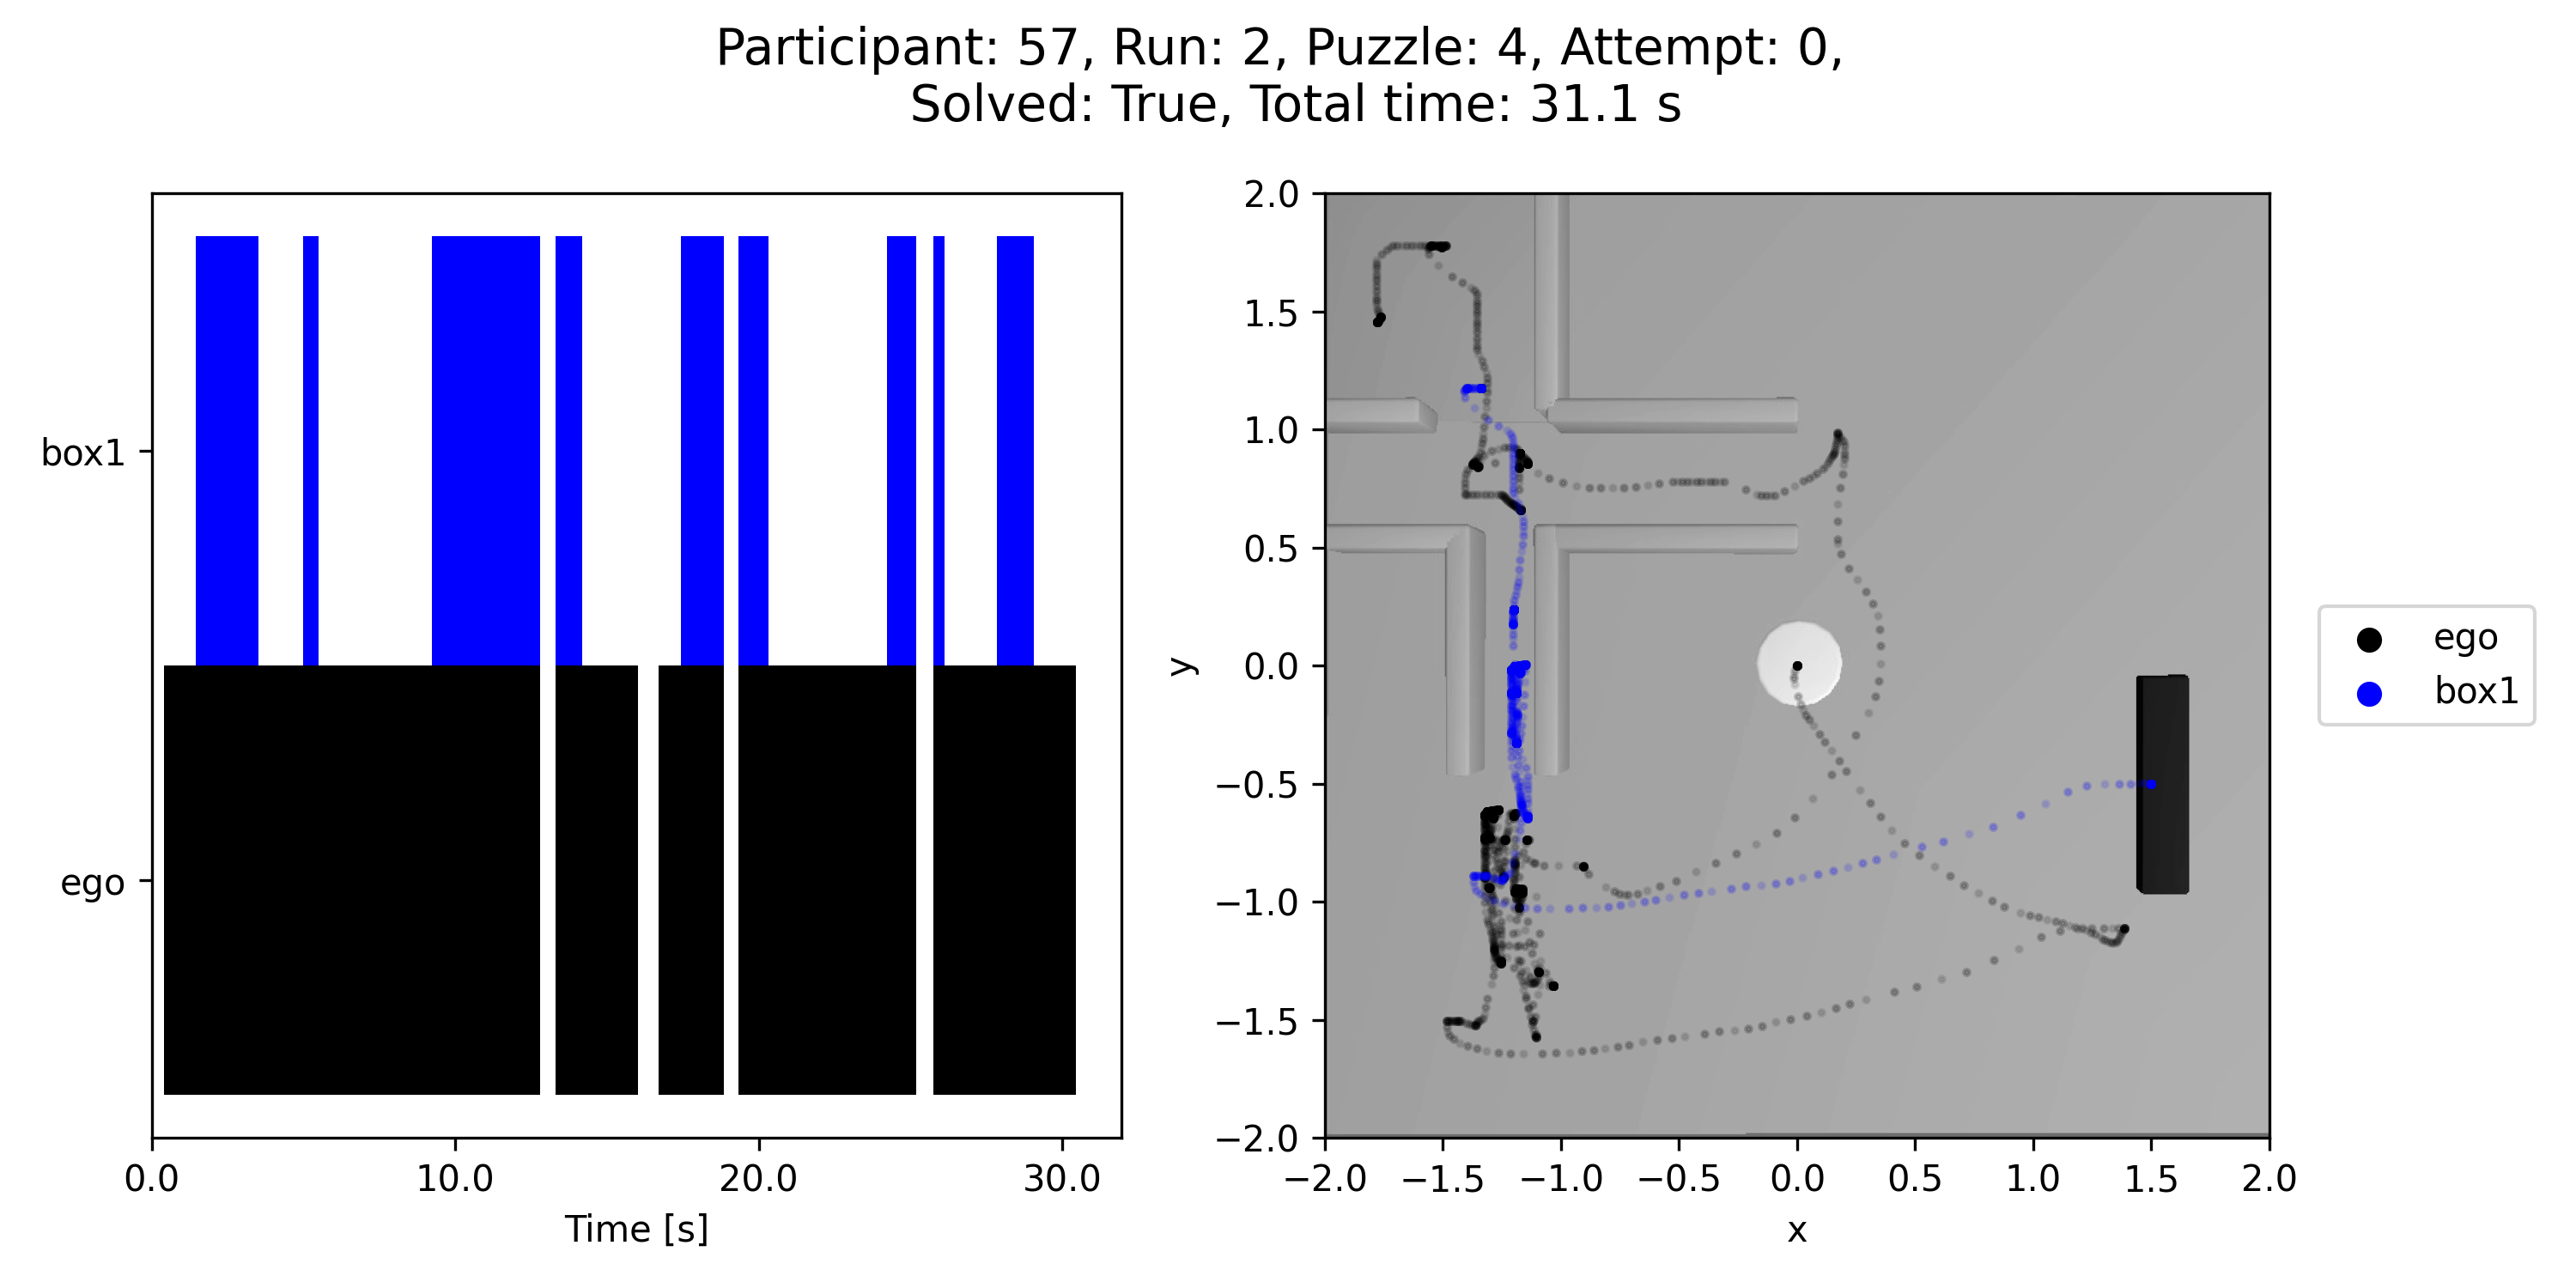 Participant: 57, Run: 2, Puzzle: 4, Attempt: 0,
Solved: True, Total time: 31.1 s
box1
ego
0.0 10.0 20.0 30.0
Time [s]
2.0
1.5
1.0
0.5
0.0
−0.5
−1.0
−1.5
−2.0
y
−2.0 −1.5 −1.0 −0.5 0.0 0.5 1.0 1.5 2.0
x
ego
box1